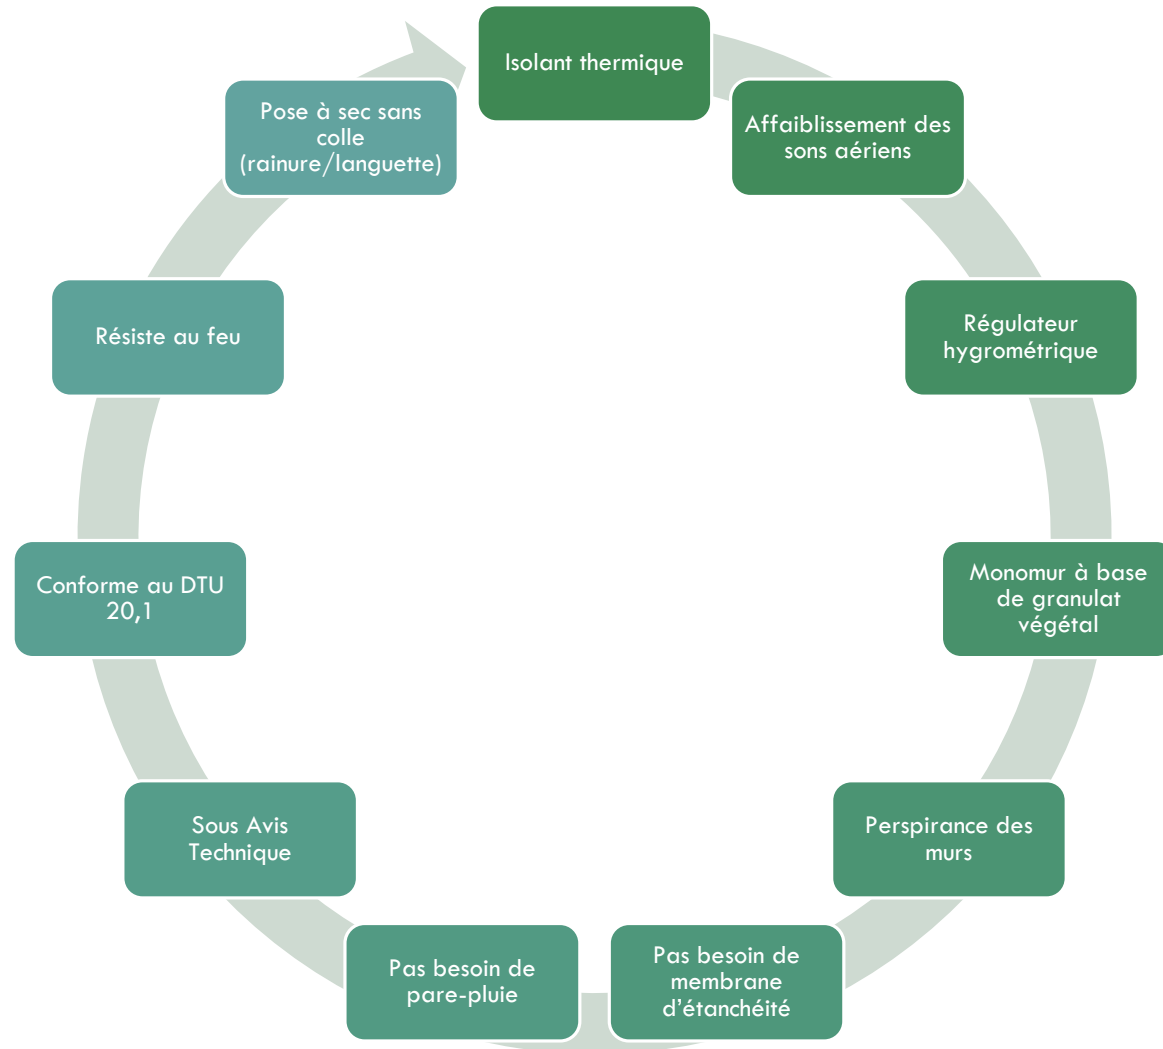 Isolant thermique
Affaiblissement des
sons aériens
Régulateur
hygrométrique
Monomur à base
de granulat
végétal
Perspirance des
murs
Pas besoin de
membrane
d'étanchéité
Pas besoin de
pare-pluie
Sous Avis
Technique
Conforme au DTU
20,1
Résiste au feu
Pose à sec sans
colle
(rainure/languette)